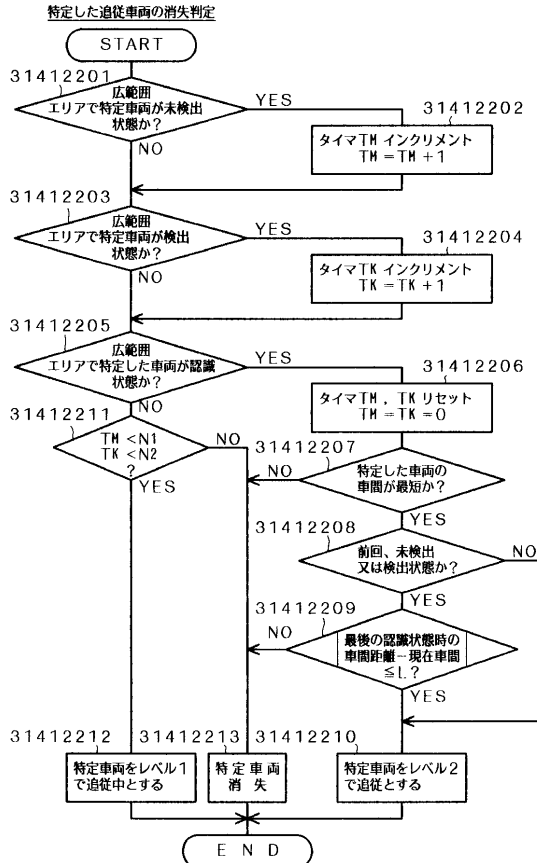 特定した追従車両の消失判定
START
31412201
広範囲
エリアで特定車両が未検出
状態か？
YES
NO
31412202
タイマTMインクリメント
TM＝TM＋1
31412203
広範囲
エリアで特定車両が検出
状態か？
YES
NO
31412204
タイマTKインクリメント
TK＝TK＋1
31412205
広範囲
エリアで特定した車両が認識
状態か？
YES
NO
31412206
タイマTM，TKリセット
TM＝TK＝0
31412211
TM＜N1
TK＜N2
？
NO
YES
31412207
特定した車両の
車間が最短か？
NO
YES
31412208
前回、未検出
又は検出状態か？
NO
YES
31412209
最後の認識状態時の
車間距離－現在車間
≦L？
NO
YES
31412212
特定車両をレベル1
で追従中とする
31412213
特定車両
消失
31412210
特定車両をレベル2
で追従とする
END